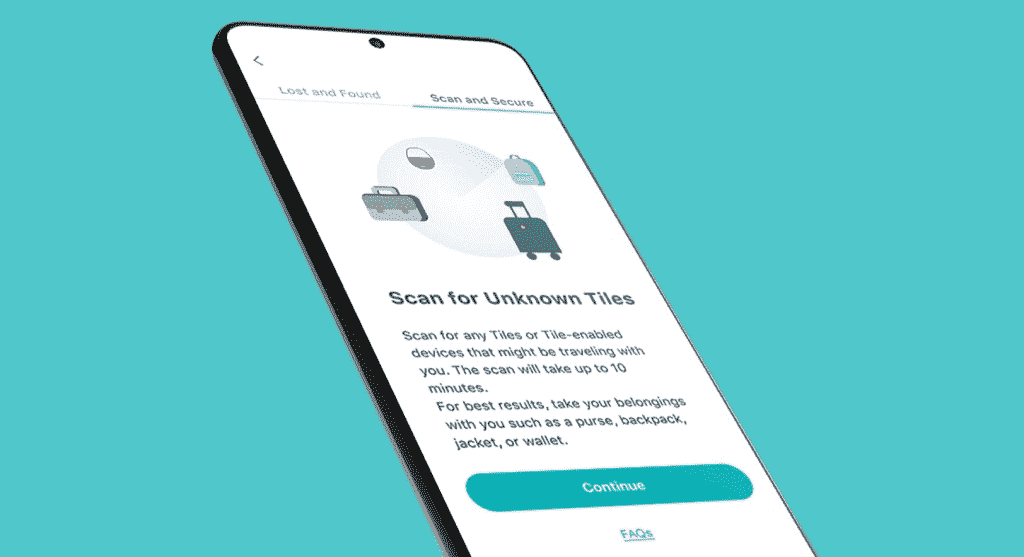 Lost and Found
Scan and Secure
Scan for Unknown Tiles
Scan for any Tiles or Tile-enabled
devices that might be traveling with
you. The scan will take up to 10
minutes.
For best results, take your belongings
with you such as a purse, backpack,
jacket, or wallet.
Continue
FAQs